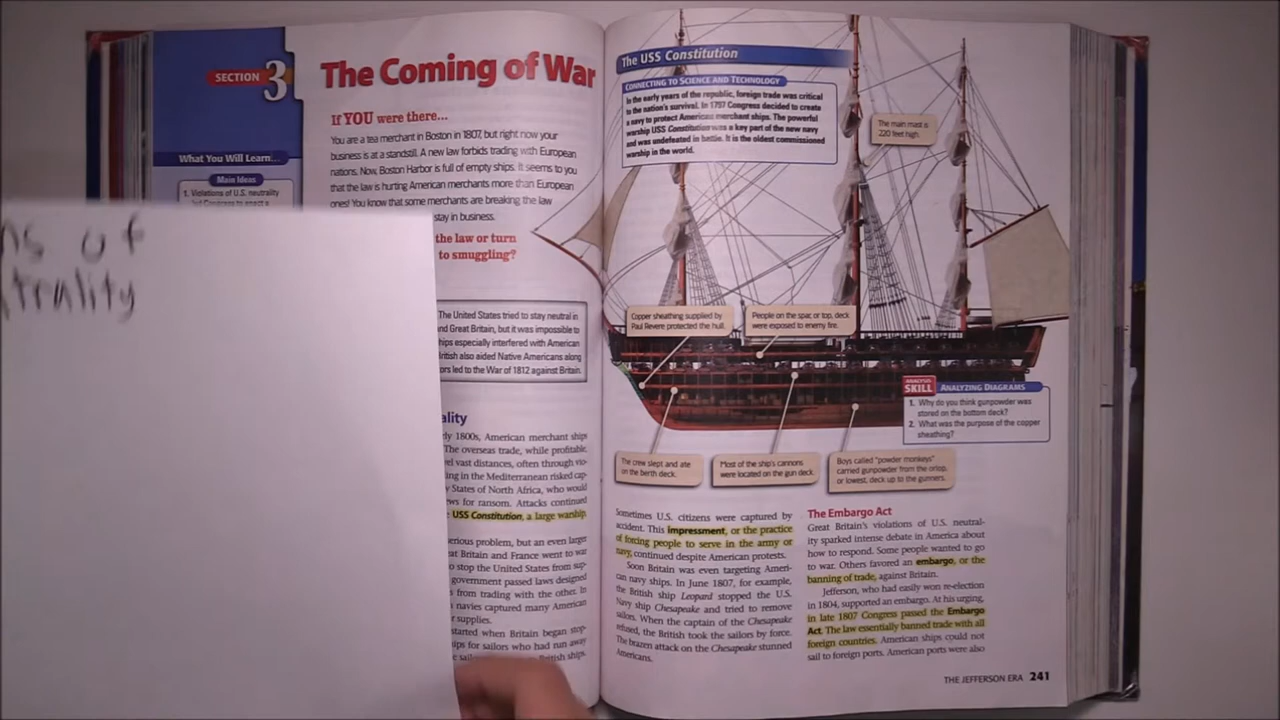 SECTION 3
The Coming of War
If YOU were there...
You are a tea merchant in Boston in 1807, but right now your
business is at a standstill. A new law forbids trading with European
nations. Now, Boston Harbor is full of empty ships. It seems to you
that the law is hurting American merchants more than European
ones! You know that some merchants are breaking the law
stay in business.
the law or turn
to smuggling?
What You Will Learn...
Main Ideas
1. Violations of U.S. neutrality
led Congress to enact a
ns of
trality
The United States tried to stay neutral in
and Great Britain, but it was impossible to
hips especially interfered with American
ritish also aided Native Americans along
ors led to the War of 1812 against Britain.
ality
ly 1800s, American merchant ships
The overseas trade, while profitable,
el vast distances, often through vio-
ing in the Mediterranean risked cap-
y States of North Africa, who would
ews for ransom. Attacks continued
e USS Constitution, a large warship.
erious problem, but an even larger
at Britain and France went to war
o stop the United States from sup-
government passed laws designed
s from trading with the other. In
navies captured many American
r supplies.
started when Britain began stop-
ips for sailors who had run away
British ships.
The USS Constitution
CONNECTING TO SCIENCE AND TECHNOLOGY
In the early years of the republic, foreign trade was critical
to the nation's survival. In 1797 Congress decided to create
a navy to protect American merchant ships. The powerful
warship USS Constitution was a key part of the new navy
and was undefeated in battle. It is the oldest commissioned
warship in the world.
The main mast is
220 feet high.
Copper sheathing supplied by
Paul Revere protected the hull.
People on the spar, or top, deck
were exposed to enemy fire.
ANALYSIS SKILL ANALYZING DIAGRAMS
1. Why do you think gunpowder was
stored on the bottom deck?
2. What was the purpose of the copper
sheathing?
The crew slept and ate
on the berth deck.
Most of the ship's cannons
were located on the gun deck.
Boys called "powder monkeys"
carried gunpowder from the orlop,
or lowest, deck up to the gunners.
Sometimes U.S. citizens were captured by
accident. This impressment, or the practice
of forcing people to serve in the army or
navy, continued despite American protests.
Soon Britain was even targeting Ameri-
can navy ships. In June 1807, for example,
the British ship Leopard stopped the U.S.
Navy ship Chesapeake and tried to remove
sailors. When the captain of the Chesapeake
refused, the British took the sailors by force.
The brazen attack on the Chesapeake stunned
Americans.
The Embargo Act
Great Britain's violations of U.S. neutral-
ity sparked intense debate in America about
how to respond. Some people wanted to go
to war. Others favored an embargo, or the
banning of trade, against Britain.
Jefferson, who had easily won re-election
in 1804, supported an embargo. At his urging,
in late 1807 Congress passed the Embargo
Act. The law essentially banned trade with all
foreign countries. American ships could not
sail to foreign ports. American ports were also
THE JEFFERSON ERA 241